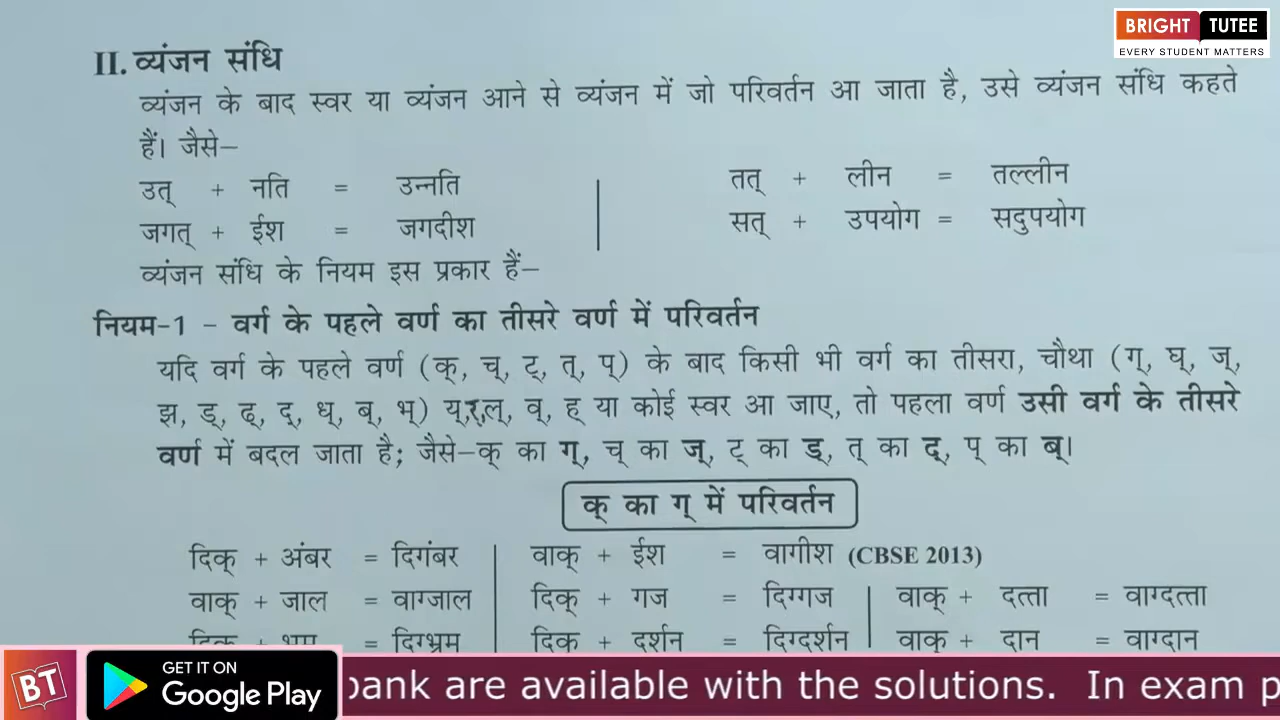 BRIGHT TUTEE
EVERY STUDENT MATTERS
II. व्यंजन संधि
व्यंजन के बाद स्वर या व्यंजन आने से व्यंजन में जो परिवर्तन आ जाता है, उसे व्यंजन संधि कहते
हैं। जैसे–
उत् + नति = उन्नति तत् + लीन = तल्लीन
जगत् + ईश = जगदीश सत् + उपयोग = सदुपयोग
व्यंजन संधि के नियम इस प्रकार हैं–
नियम-1 - वर्ग के पहले वर्ण का तीसरे वर्ण में परिवर्तन
यदि वर्ग के पहले वर्ण (क्, च्, ट्, त्, प्) के बाद किसी भी वर्ग का तीसरा, चौथा (ग्, घ्, ज्,
झ, ड्, ढ्, द्, ध्, ब्, भ्) य्,र्,ल्, व्, ह् या कोई स्वर आ जाए, तो पहला वर्ण उसी वर्ग के तीसरे
वर्ण में बदल जाता है; जैसे–क् का ग्, च् का ज्, ट् का ड्, त् का द्, प् का ब्।
क् का ग् में परिवर्तन
दिक् + अंबर = दिगंबर वाक् + ईश = वागीश (CBSE 2013)
वाक् + जाल = वाग्जाल दिक् + गज = दिग्गज वाक् + दत्ता = वाग्दत्ता
दिक् + भ्रम = दिग्भ्रम दिक् + दर्शन = दिग्दर्शन वाक् + दान = वाग्दान
BT GET IT ON Google Play bank are available with the solutions. In exam p